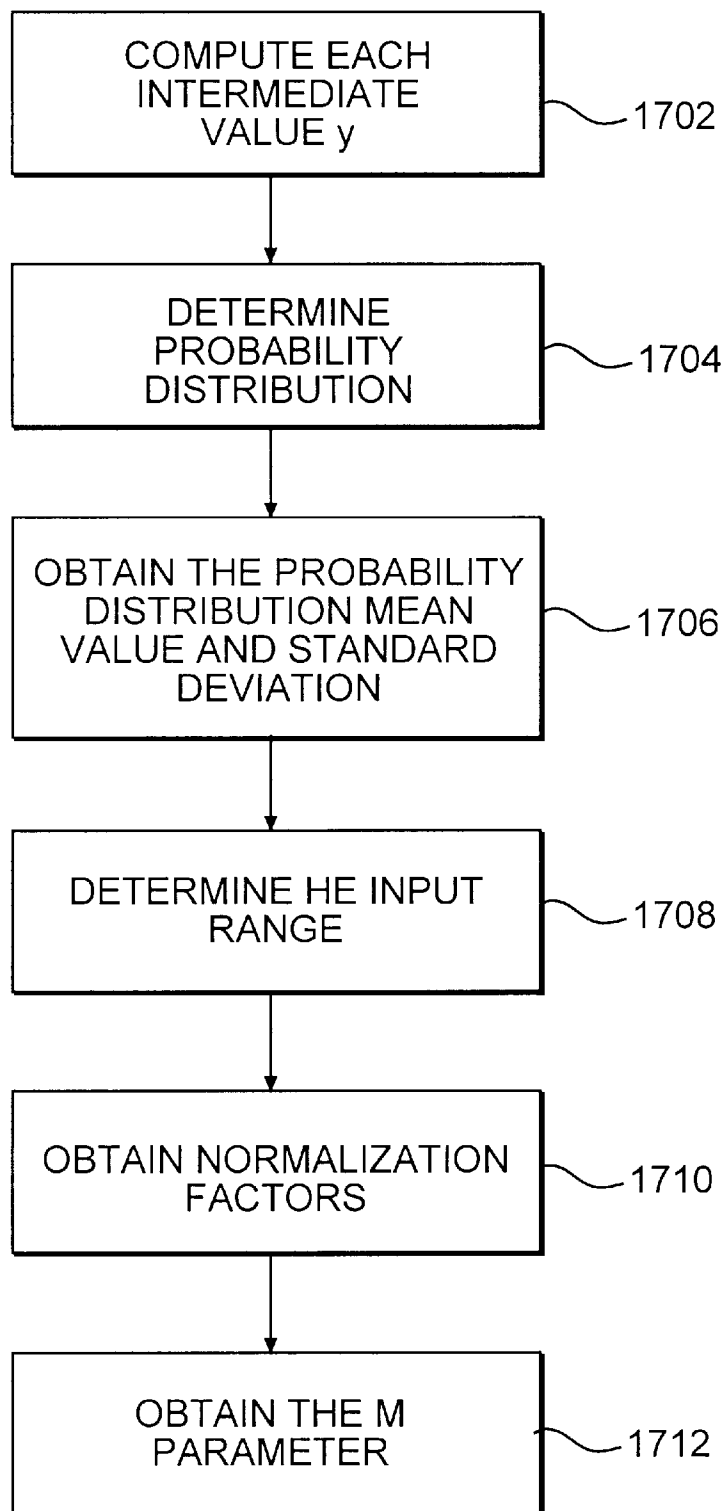 COMPUTE EACH
INTERMEDIATE
VALUE y
1702
DETERMINE
PROBABILITY
DISTRIBUTION
1704
OBTAIN THE PROBABILITY
DISTRIBUTION MEAN
VALUE AND STANDARD
DEVIATION
1706
DETERMINE HE INPUT
RANGE
1708
OBTAIN NORMALIZATION
FACTORS
1710
OBTAIN THE M
PARAMETER
1712